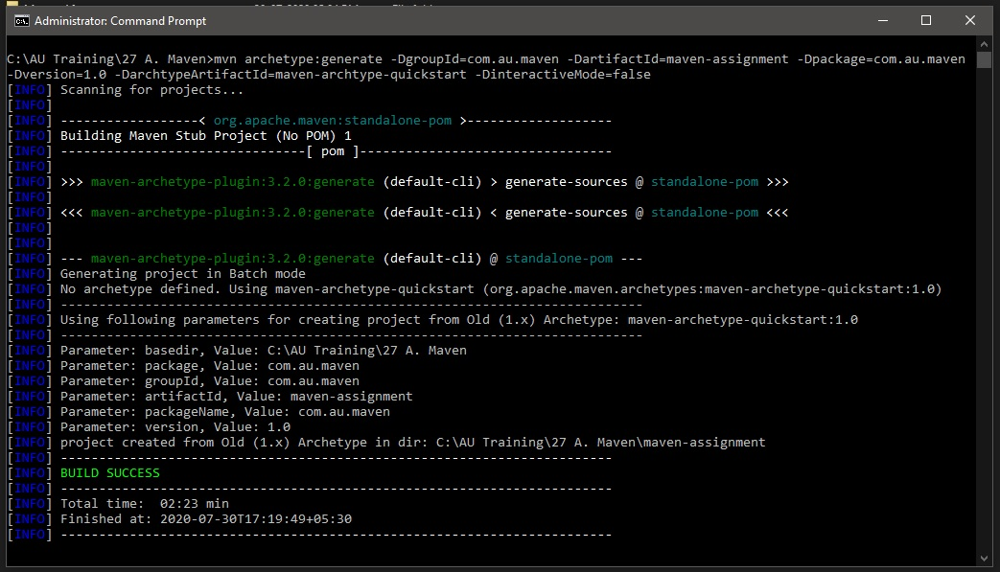 Administrator: Command Prompt
C:\AU Training\27 A. Maven>mvn archetype:generate -DgroupId=com.au.maven -DartifactId=maven-assignment -Dpackage=com.au.maven
-Dversion=1.0 -DarchtypeArtifactId=maven-archtype-quickstart -DinteractiveMode=false
[INFO] Scanning for projects...
[INFO]
[INFO] ------------------< org.apache.maven:standalone-pom >-------------------
[INFO] Building Maven Stub Project (No POM) 1
[INFO] --------------------------------[ pom ]---------------------------------
[INFO]
[INFO] >>> maven-archetype-plugin:3.2.0:generate (default-cli) > generate-sources @ standalone-pom >>>
[INFO]
[INFO] <<< maven-archetype-plugin:3.2.0:generate (default-cli) < generate-sources @ standalone-pom <<<
[INFO]
[INFO]
[INFO] --- maven-archetype-plugin:3.2.0:generate (default-cli) @ standalone-pom ---
[INFO] Generating project in Batch mode
[INFO] No archetype defined. Using maven-archetype-quickstart (org.apache.maven.archetypes:maven-archetype-quickstart:1.0)
[INFO] ----------------------------------------------------------------------------
[INFO] Using following parameters for creating project from Old (1.x) Archetype: maven-archetype-quickstart:1.0
[INFO] ----------------------------------------------------------------------------
[INFO] Parameter: basedir, Value: C:\AU Training\27 A. Maven
[INFO] Parameter: package, Value: com.au.maven
[INFO] Parameter: groupId, Value: com.au.maven
[INFO] Parameter: artifactId, Value: maven-assignment
[INFO] Parameter: packageName, Value: com.au.maven
[INFO] Parameter: version, Value: 1.0
[INFO] project created from Old (1.x) Archetype in dir: C:\AU Training\27 A. Maven\maven-assignment
[INFO] ------------------------------------------------------------------------
[INFO] BUILD SUCCESS
[INFO] ------------------------------------------------------------------------
[INFO] Total time:  02:23 min
[INFO] Finished at: 2020-07-30T17:19:49+05:30
[INFO] ------------------------------------------------------------------------